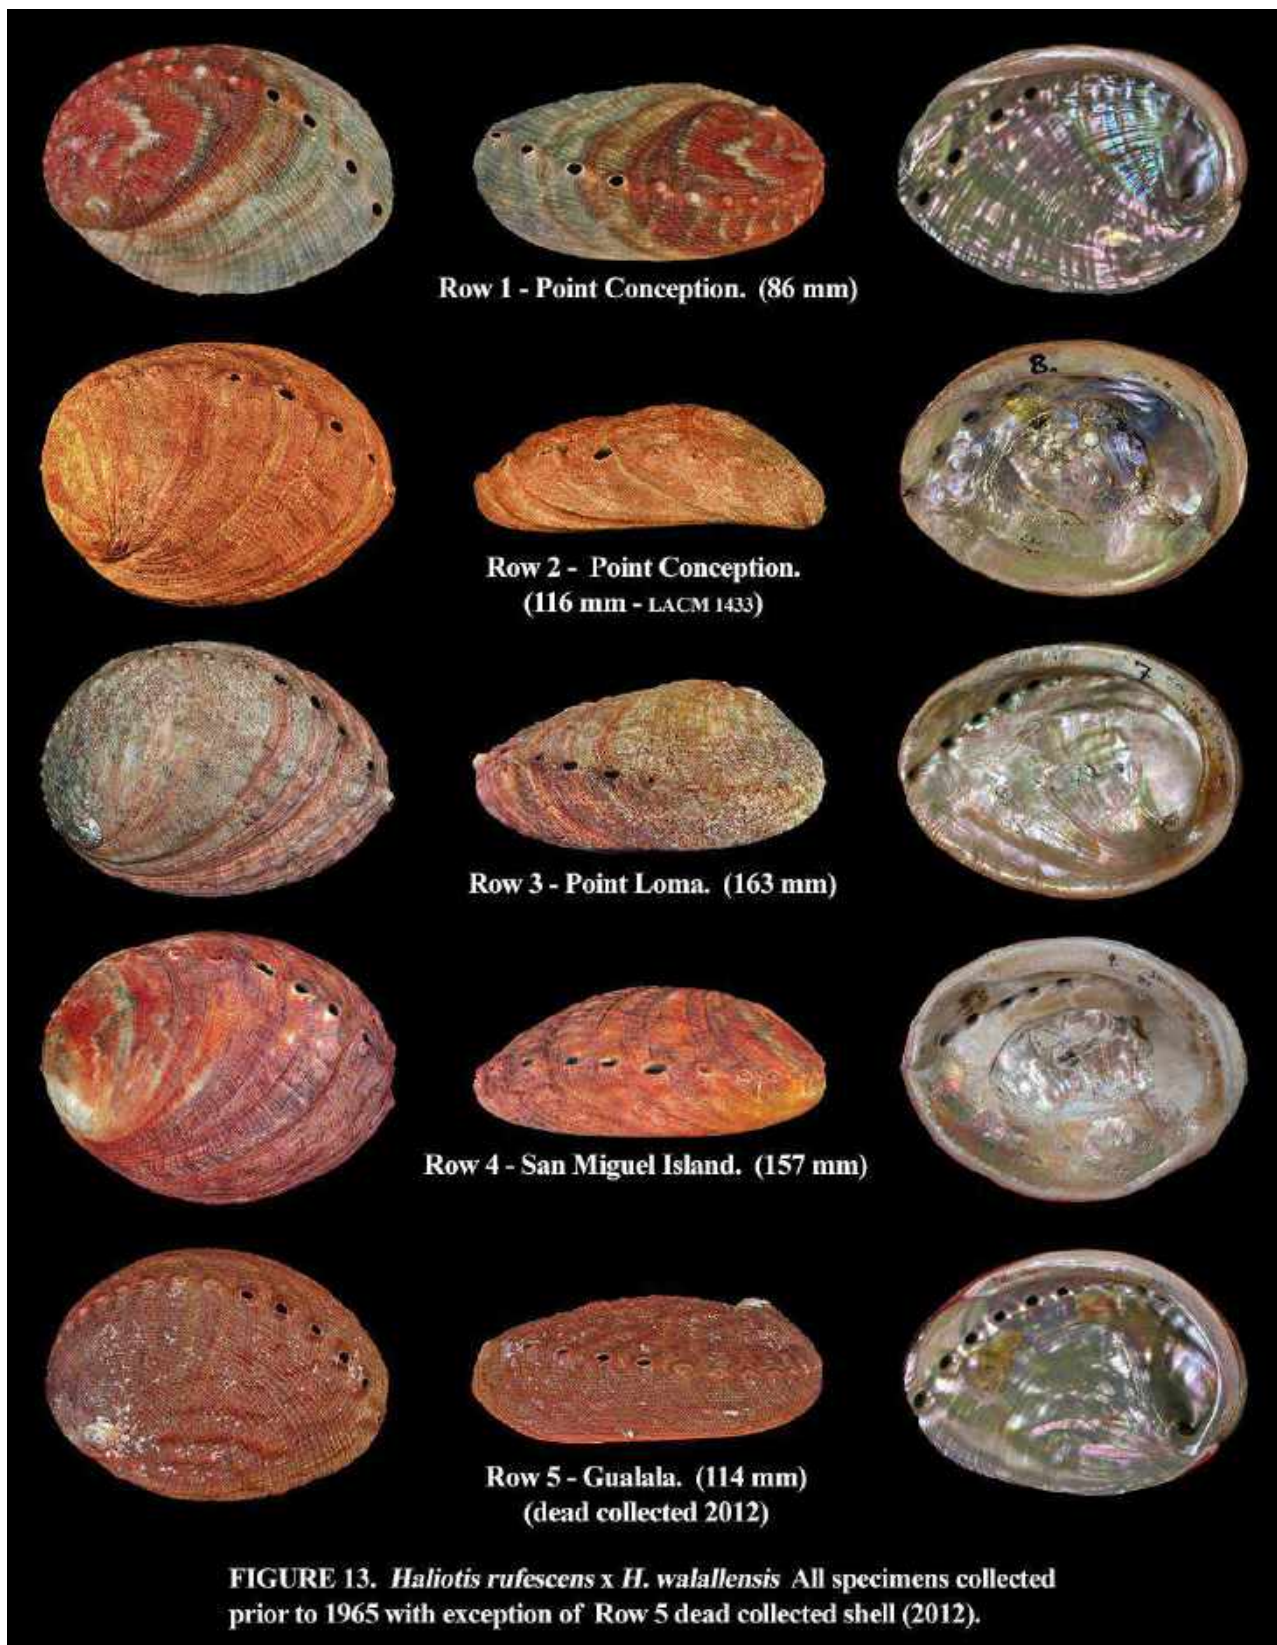 Row 1 - Point Conception. (86 mm)
8.
Row 2 - Point Conception.
(116 mm - LACM 1433)
7
Row 3 - Point Loma. (163 mm)
Row 4 - San Miguel Island. (157 mm)
Row 5 - Gualala. (114 mm)
(dead collected 2012)
FIGURE 13. Haliotis rufescens x H. walallensis All specimens collected
prior to 1965 with exception of Row 5 dead collected shell (2012).